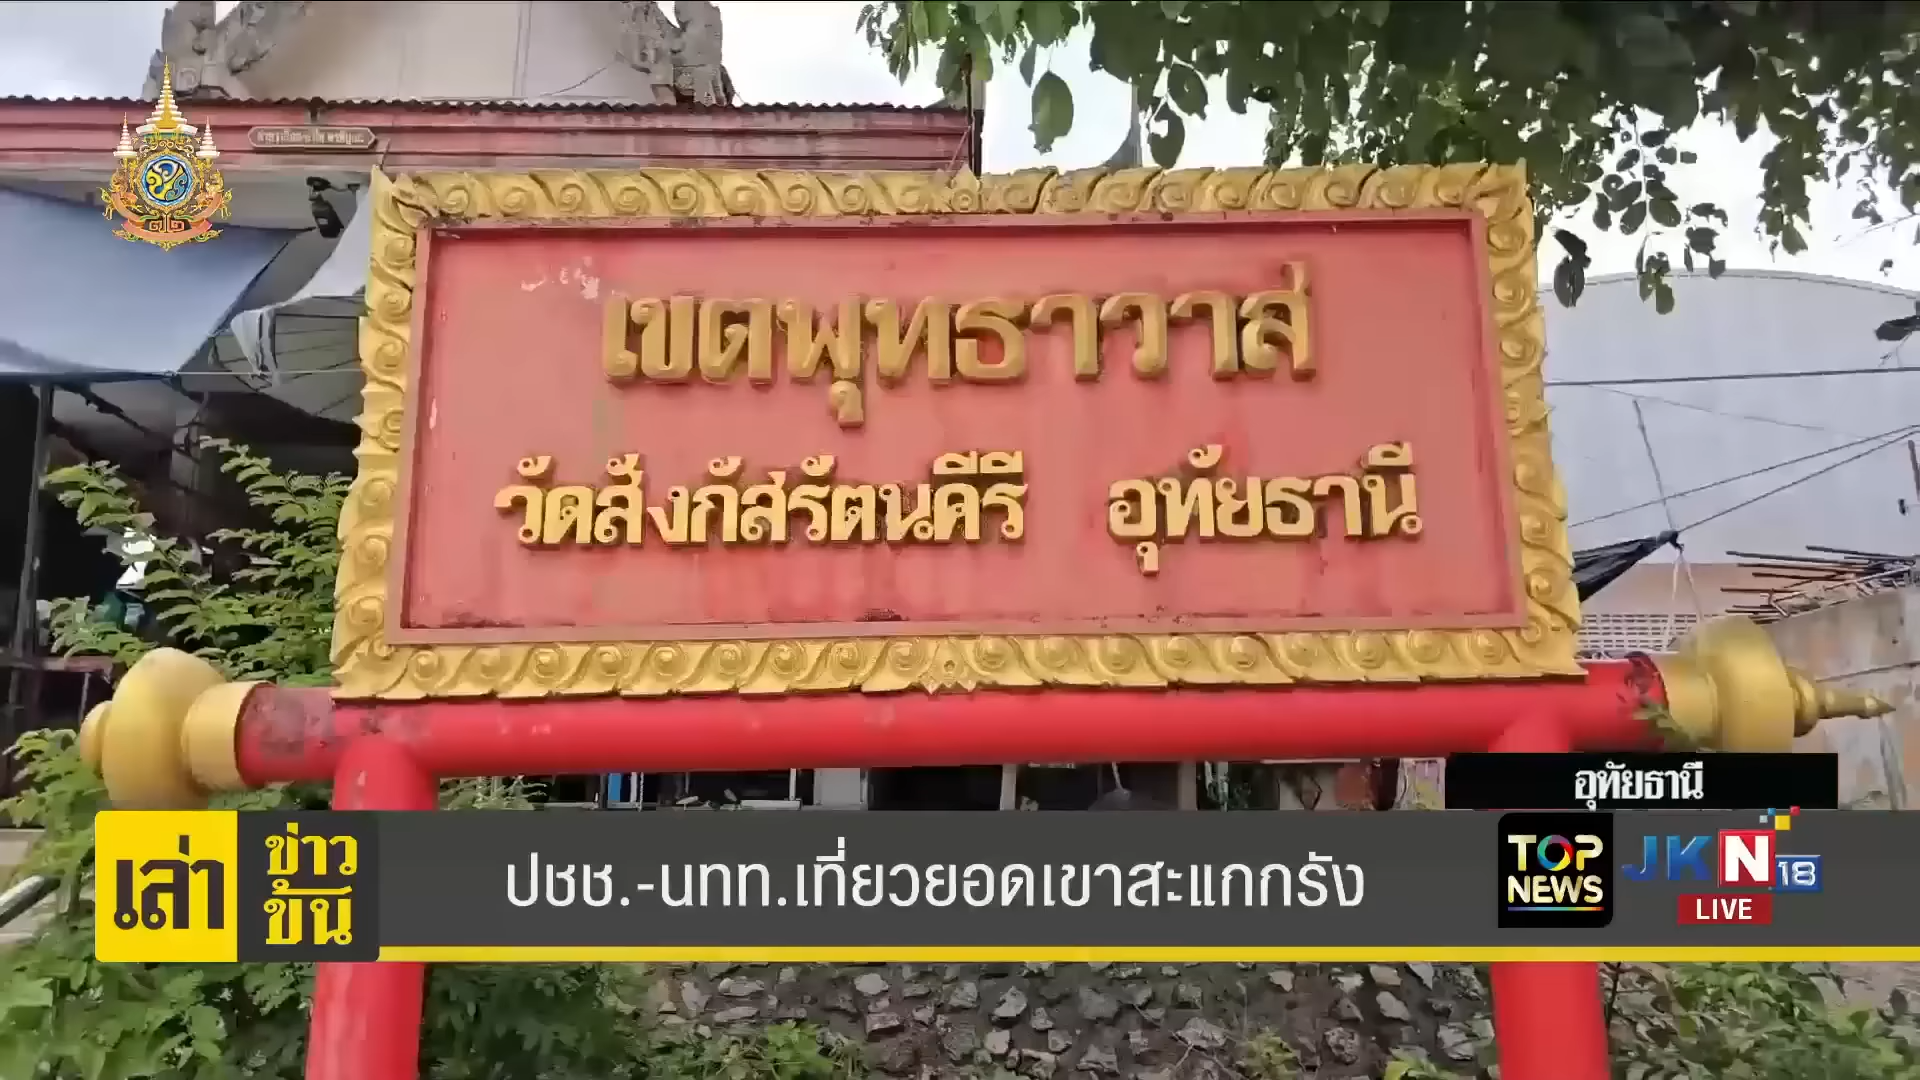 เขตพุทธาวาส
วัดสังกัสรัตนคีรี อุทัยธานี
อุทัยธานี
เล่า
ข่าว
ข้น
ปชช.-นทท.เที่ยวยอดเขาสะแกกรัง
TOP
NEWS
JKN18
LIVE